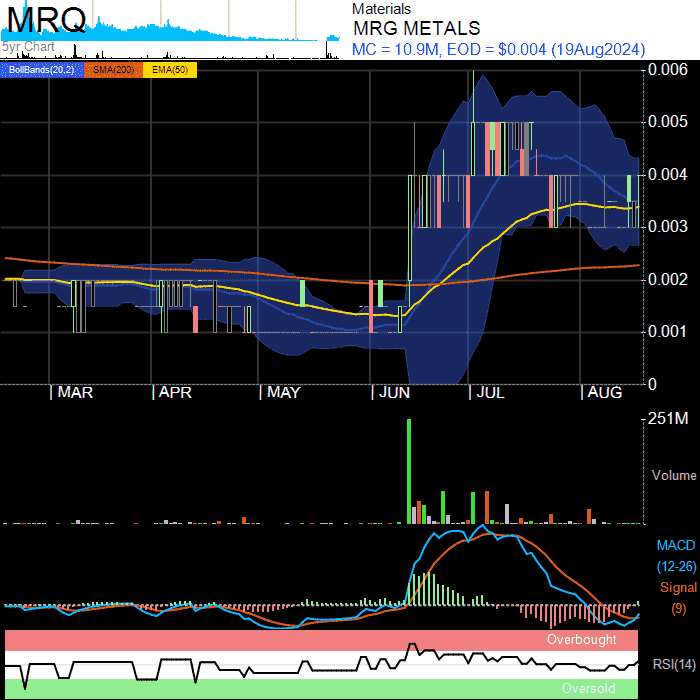 MRQ
5yr Chart
Materials
MRG METALS
MC = 10.9M, EOD = $0.004 (19Aug2024)
BollBands(20,2) SMA(200) EMA(50)
0.006
0.005
0.004
0.003
0.002
0.001
0
MAR APR MAY JUN JUL AUG
251M
Volume
MACD
(12-26)
Signal
(9)
Overbought
RSI(14)
Oversold